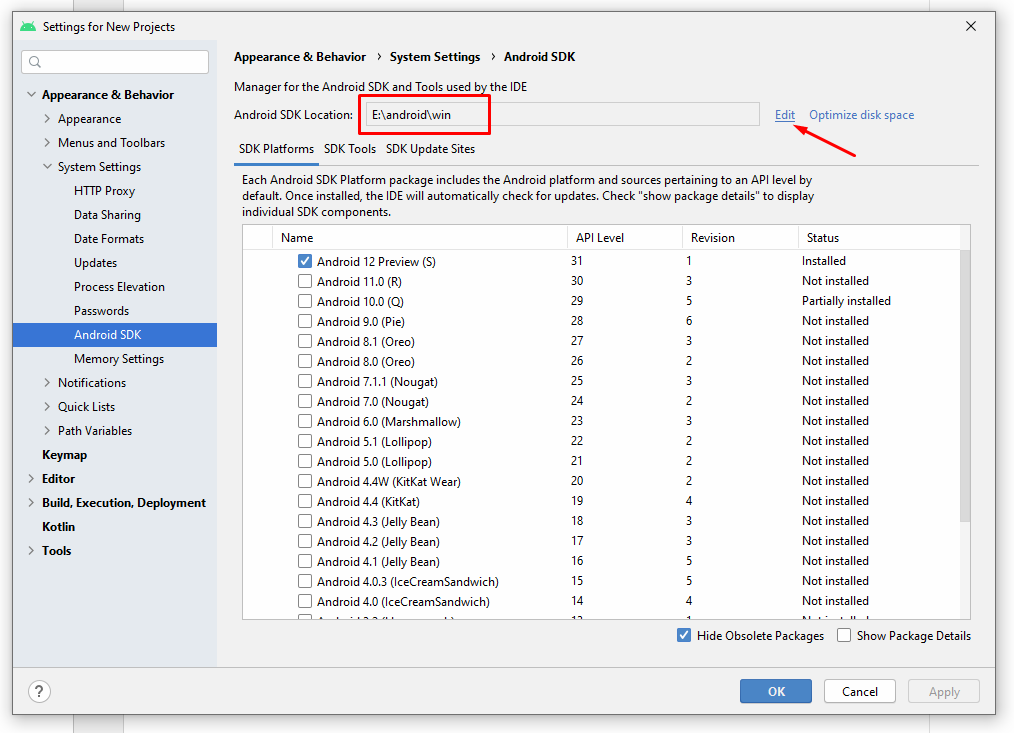 Settings for New Projects
Appearance & Behavior
Appearance
Menus and Toolbars
System Settings
HTTP Proxy
Data Sharing
Date Formats
Updates
Process Elevation
Passwords
Android SDK
Memory Settings
Notifications
Quick Lists
Path Variables
Keymap
Editor
Build, Execution, Deployment
Kotlin
Tools
Appearance & Behavior › System Settings › Android SDK
Manager for the Android SDK and Tools used by the IDE
Android SDK Location: E:\android\win Edit Optimize disk space
SDK Platforms SDK Tools SDK Update Sites
Each Android SDK Platform package includes the Android platform and sources pertaining to an API level by
default. Once installed, the IDE will automatically check for updates. Check "show package details" to display
individual SDK components.
Name API Level Revision Status
Android 12 Preview (S) 31 1 Installed
Android 11.0 (R) 30 3 Not installed
Android 10.0 (Q) 29 5 Partially installed
Android 9.0 (Pie) 28 6 Not installed
Android 8.1 (Oreo) 27 3 Not installed
Android 8.0 (Oreo) 26 2 Not installed
Android 7.1.1 (Nougat) 25 3 Not installed
Android 7.0 (Nougat) 24 2 Not installed
Android 6.0 (Marshmallow) 23 3 Not installed
Android 5.1 (Lollipop) 22 2 Not installed
Android 5.0 (Lollipop) 21 2 Not installed
Android 4.4W (KitKat Wear) 20 2 Not installed
Android 4.4 (KitKat) 19 4 Not installed
Android 4.3 (Jelly Bean) 18 3 Not installed
Android 4.2 (Jelly Bean) 17 3 Not installed
Android 4.1 (Jelly Bean) 16 5 Not installed
Android 4.0.3 (IceCreamSandwich) 15 5 Not installed
Android 4.0 (IceCreamSandwich) 14 4 Not installed
Hide Obsolete Packages Show Package Details
? OK Cancel Apply